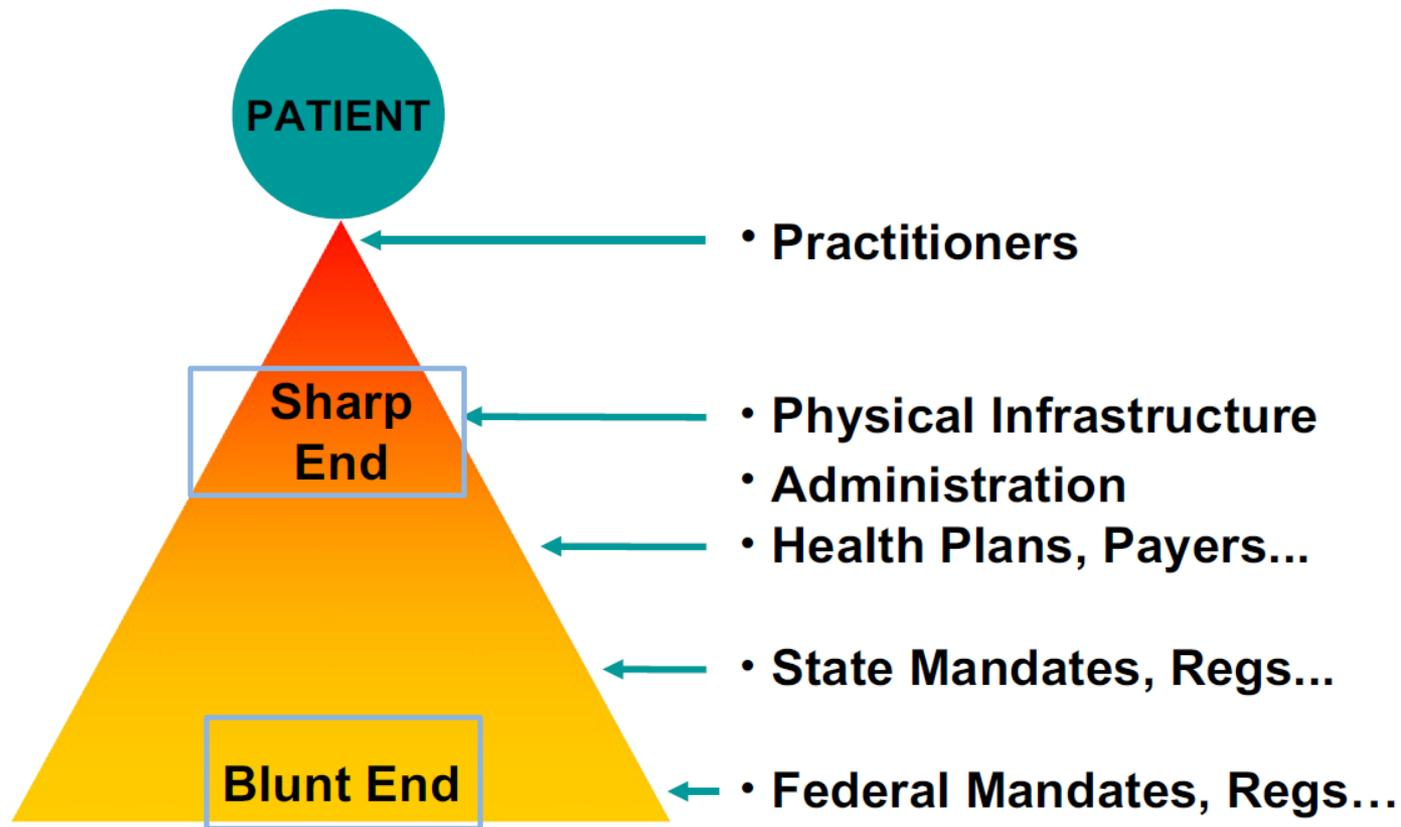 PATIENT
• Practitioners
Sharp
End
• Physical Infrastructure
• Administration
• Health Plans, Payers...
• State Mandates, Regs...
Blunt End
• Federal Mandates, Regs...